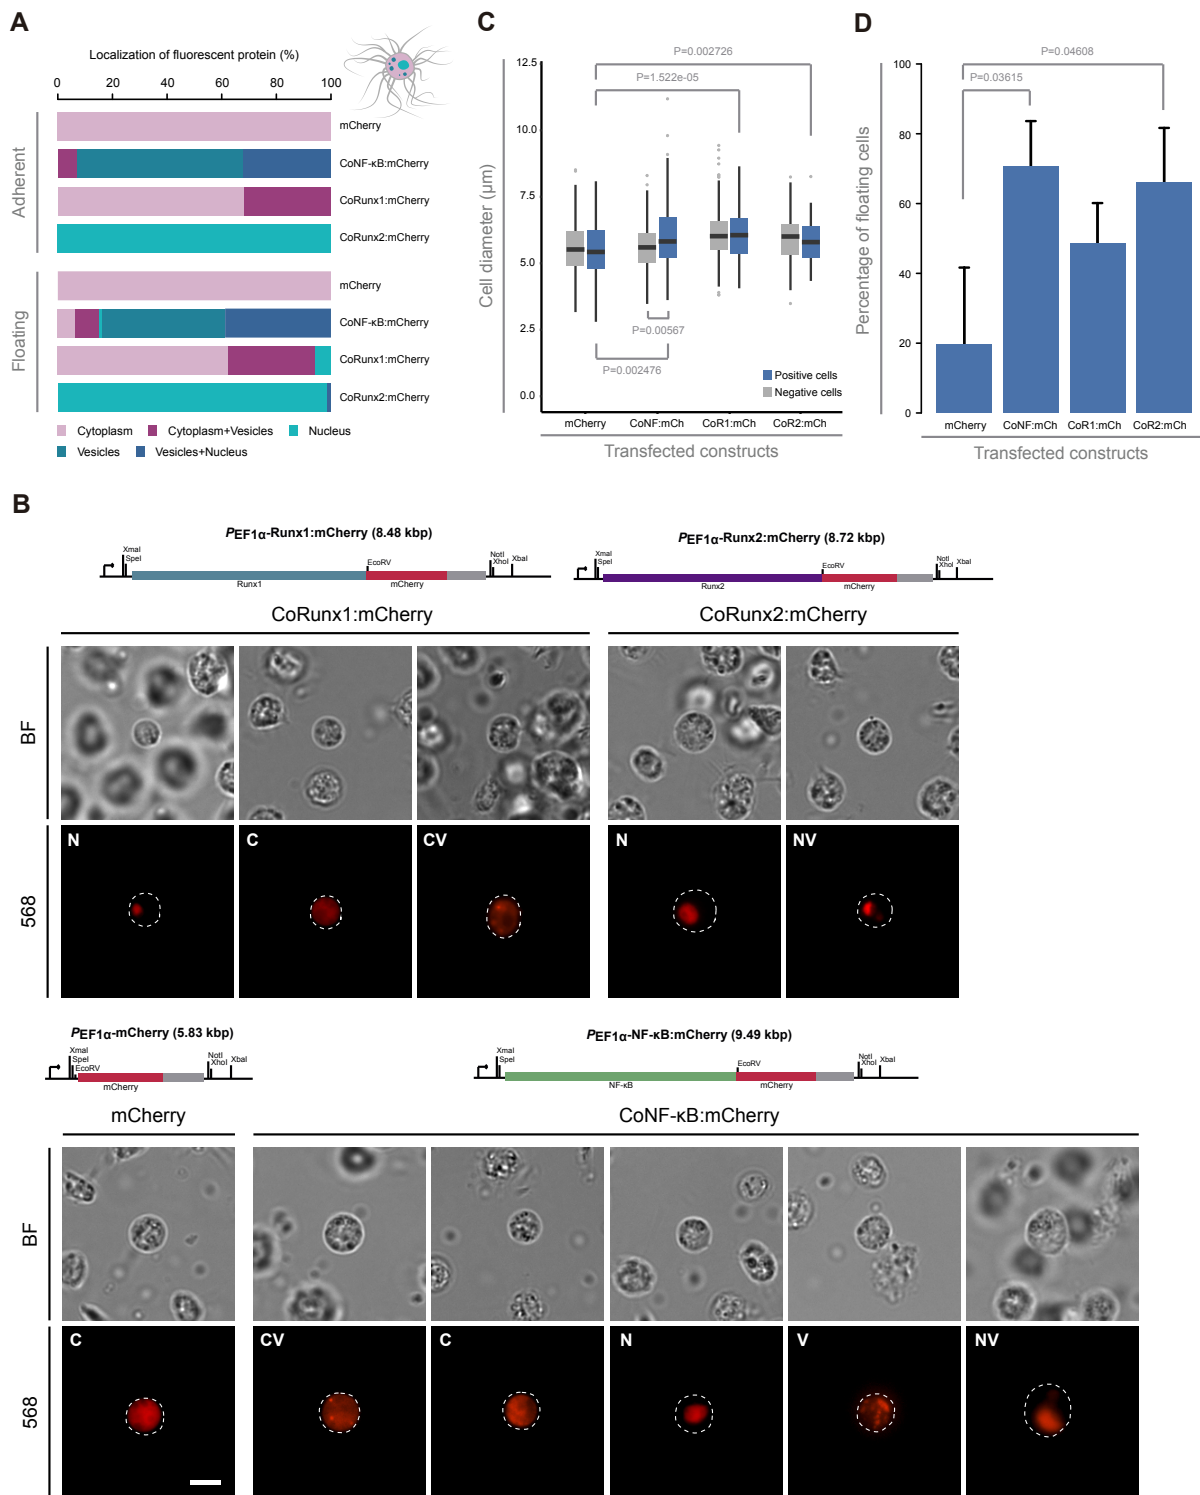 A
Localization of fluorescent protein (%)
0 20 40 60 80 100
Adherent
mCherry
CoNF-κB:mCherry
CoRunx1:mCherry
CoRunx2:mCherry
Floating
mCherry
CoNF-κB:mCherry
CoRunx1:mCherry
CoRunx2:mCherry
Cytoplasm Cytoplasm+Vesicles Nucleus
Vesicles Vesicles+Nucleus
C
P=0.002726
P=1.522e-05
Cell diameter (µm)
12.5
10.0
7.5
5.0
2.5
0.0
P=0.00567
P=0.002476
Positive cells
Negative cells
mCherry CoNF:mCh CoR1:mCh CoR2:mCh
Transfected constructs
D
P=0.04608
P=0.03615
Percentage of floating cells
100
80
60
40
20
0
mCherry CoNF:mCh CoR1:mCh CoR2:mCh
Transfected constructs
B
PEF1α-Runx1:mCherry (8.48 kbp)
XmaI
SpeI
EcoRV
NotI
XhoI
XbaI
Runx1
mCherry
PEF1α-Runx2:mCherry (8.72 kbp)
XmaI
SpeI
EcoRV
NotI
XhoI
XbaI
Runx2
mCherry
CoRunx1:mCherry
CoRunx2:mCherry
BF
568
N
C
CV
N
NV
PEF1α-mCherry (5.83 kbp)
XmaI
SpeI
EcoRV
NotI
XhoI
XbaI
mCherry
PEF1α-NF-κB:mCherry (9.49 kbp)
XmaI
SpeI
EcoRV
NotI
XhoI
XbaI
NF-κB
mCherry
mCherry
CoNF-κB:mCherry
BF
568
C
CV
C
N
V
NV